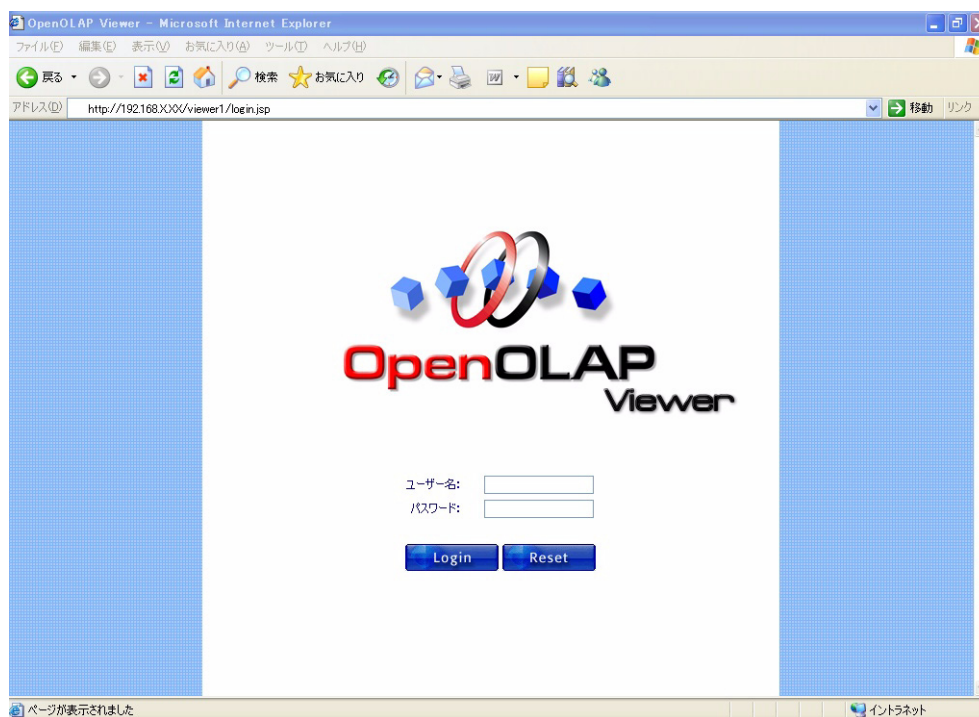 OpenOLAP Viewer - Microsoft Internet Explorer
ファイル(F) 編集(E) 表示(V) お気に入り(A) ツール(T) ヘルプ(H)
戻る 検索 お気に入り
アドレス(D) http://192.168.X.XX/viewer1/login.jsp 移動 リンク
OpenOLAP
Viewer
ユーザー名:
パスワード:
Login Reset
ページが表示されました イントラネット